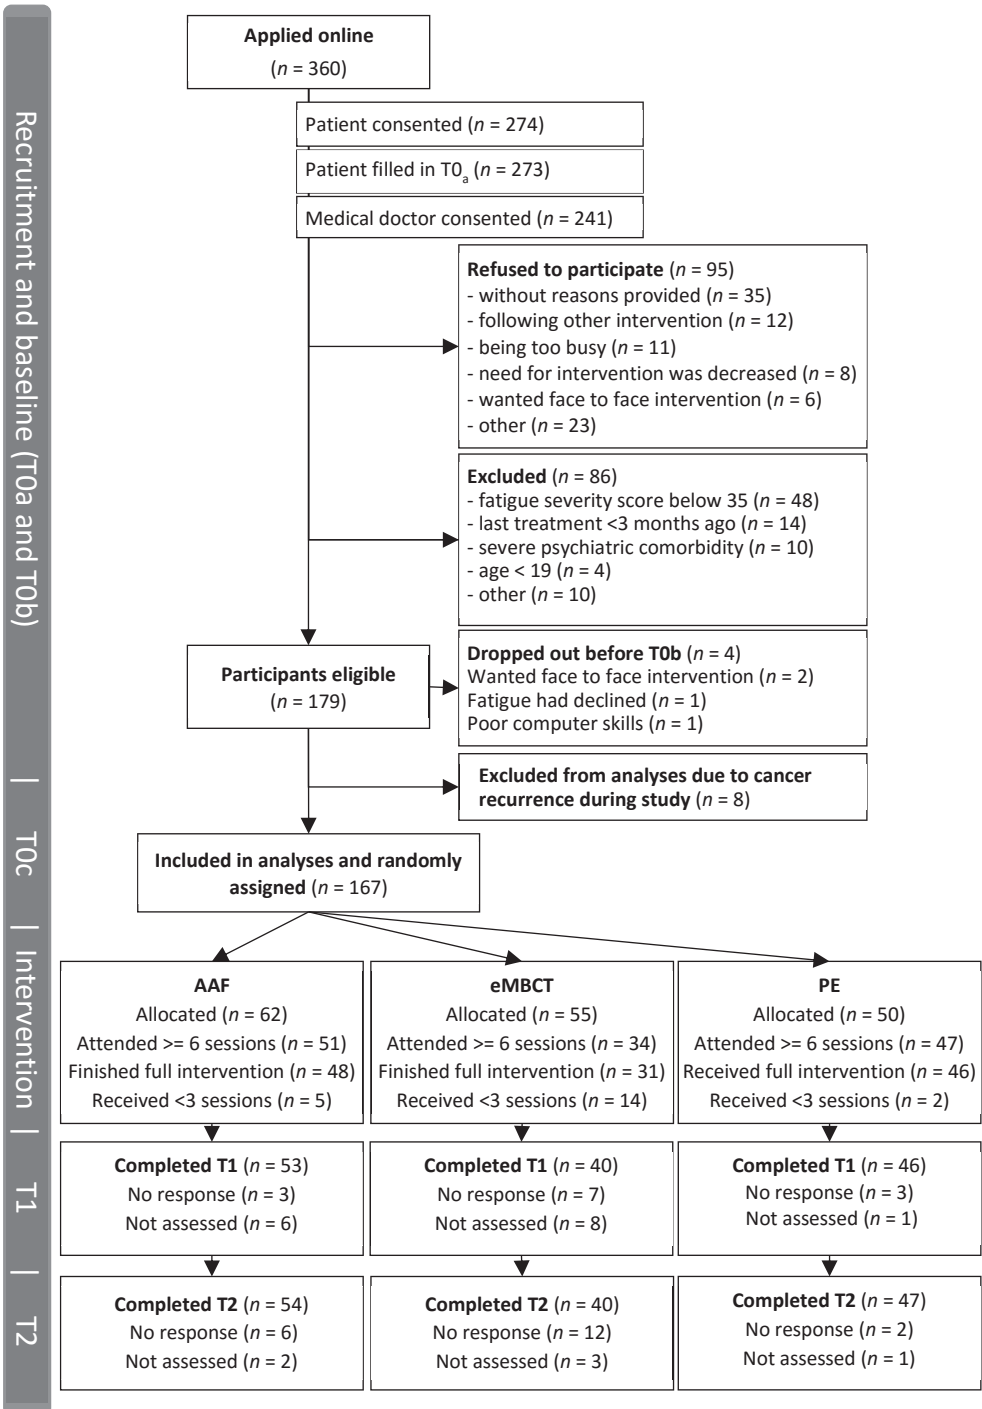 Recruitment and baseline (T0a and T0b)
Applied online
(n = 360)
Patient consented (n = 274)
Patient filled in T0a (n = 273)
Medical doctor consented (n = 241)
Refused to participate (n = 95)
- without reasons provided (n = 35)
- following other intervention (n = 12)
- being too busy (n = 11)
- need for intervention was decreased (n = 8)
- wanted face to face intervention (n = 6)
- other (n = 23)
Excluded (n = 86)
- fatigue severity score below 35 (n = 48)
- last treatment <3 months ago (n = 14)
- severe psychiatric comorbidity (n = 10)
- age < 19 (n = 4)
- other (n = 10)
Participants eligible
(n = 179)
Dropped out before T0b (n = 4)
Wanted face to face intervention (n = 2)
Fatigue had declined (n = 1)
Poor computer skills (n = 1)
Excluded from analyses due to cancer
recurrence during study (n = 8)
T0c
Included in analyses and randomly
assigned (n = 167)
Intervention
AAF
Allocated (n = 62)
Attended >= 6 sessions (n = 51)
Finished full intervention (n = 48)
Received <3 sessions (n = 5)
eMBCT
Allocated (n = 55)
Attended >= 6 sessions (n = 34)
Finished full intervention (n = 31)
Received <3 sessions (n = 14)
PE
Allocated (n = 50)
Attended >= 6 sessions (n = 47)
Received full intervention (n = 46)
Received <3 sessions (n = 2)
T1
Completed T1 (n = 53)
No response (n = 3)
Not assessed (n = 6)
Completed T1 (n = 40)
No response (n = 7)
Not assessed (n = 8)
Completed T1 (n = 46)
No response (n = 3)
Not assessed (n = 1)
T2
Completed T2 (n = 54)
No response (n = 6)
Not assessed (n = 2)
Completed T2 (n = 40)
No response (n = 12)
Not assessed (n = 3)
Completed T2 (n = 47)
No response (n = 2)
Not assessed (n = 1)